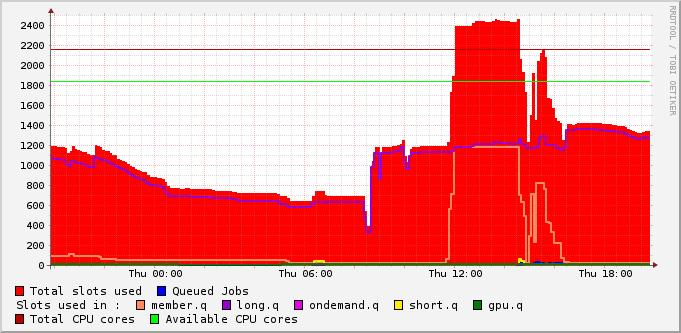 2400
2200
2000
1800
1600
1400
1200
1000
800
600
400
200
0
Thu 00:00 Thu 06:00 Thu 12:00 Thu 18:00
Total slots used Queued Jobs
Slots used in : member.q long.q ondemand.q short.q gpu.q
Total CPU cores Available CPU cores
RRDTOOL / TOBI OETIKER